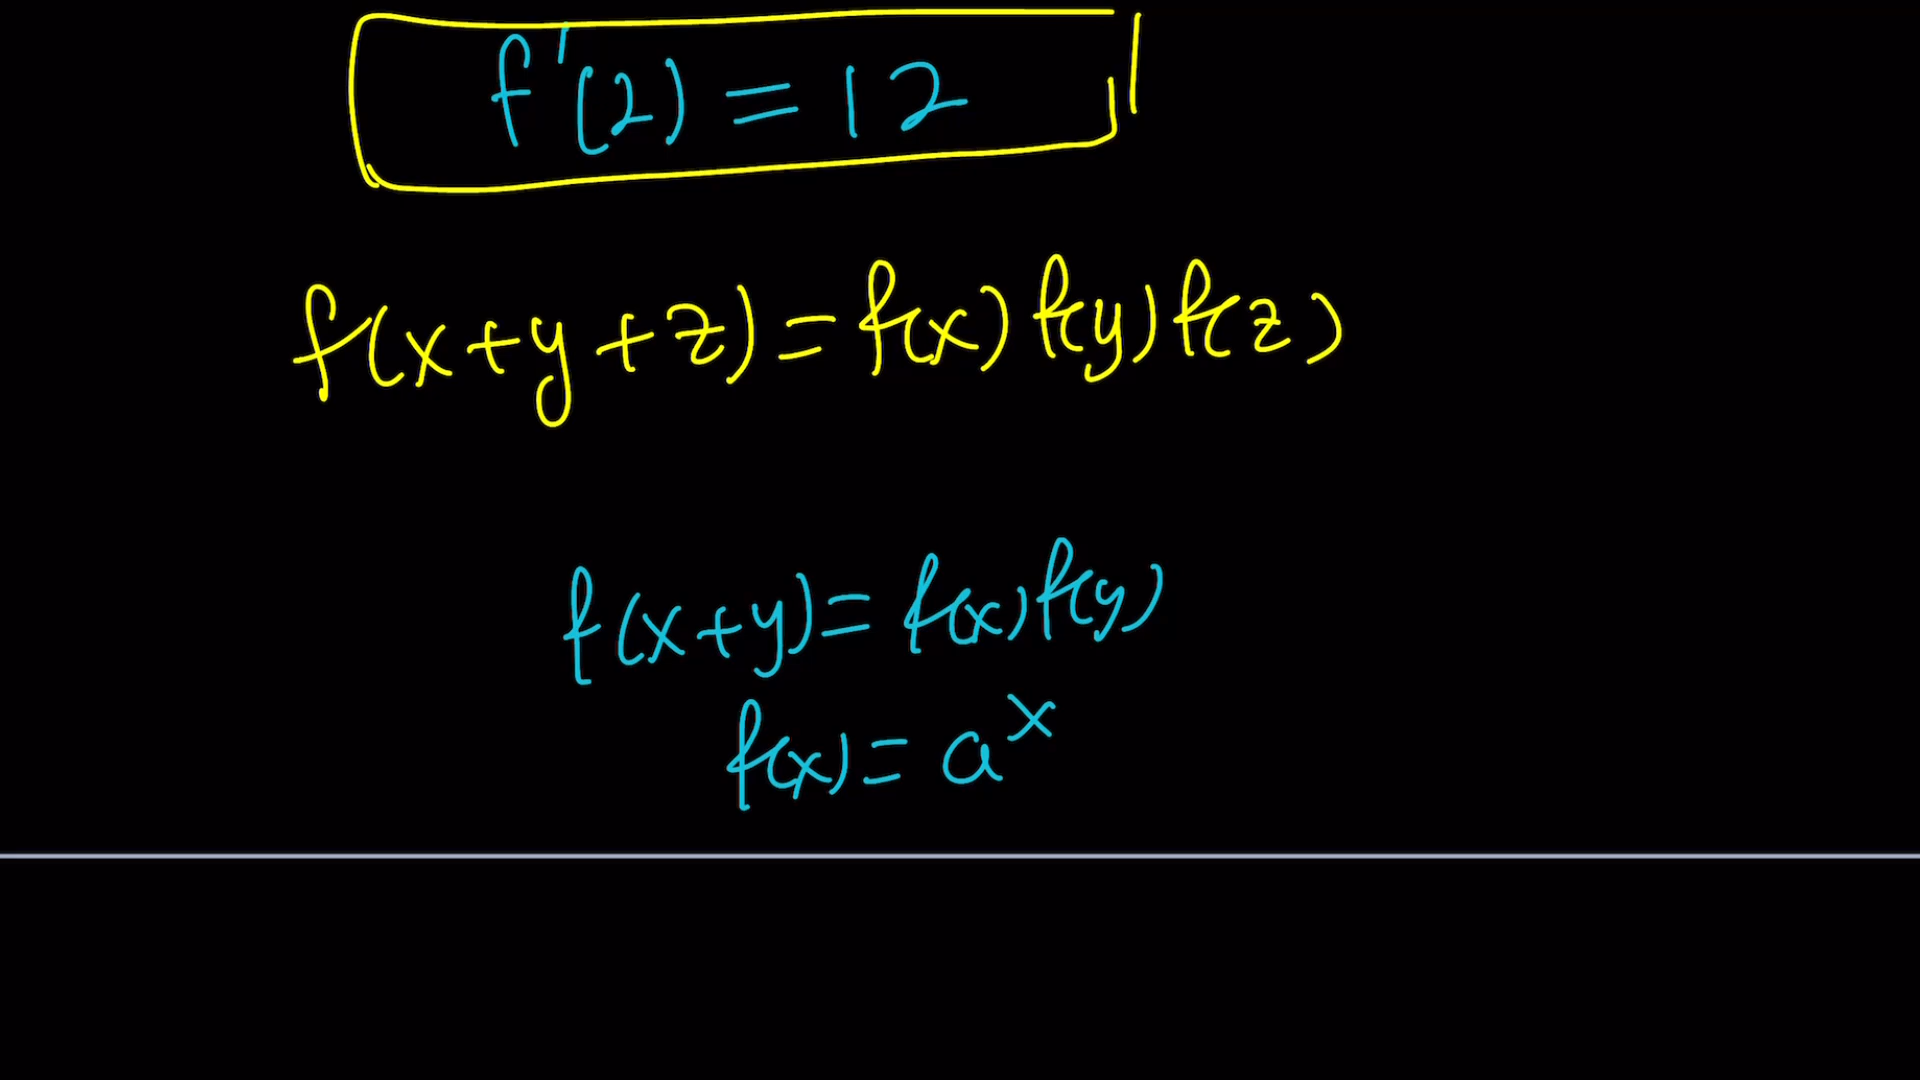 f'(2) = 12
f(x+y+z) = f(x) f(y) f(z)
f(x+y) = f(x) f(y)
f(x) = a^x